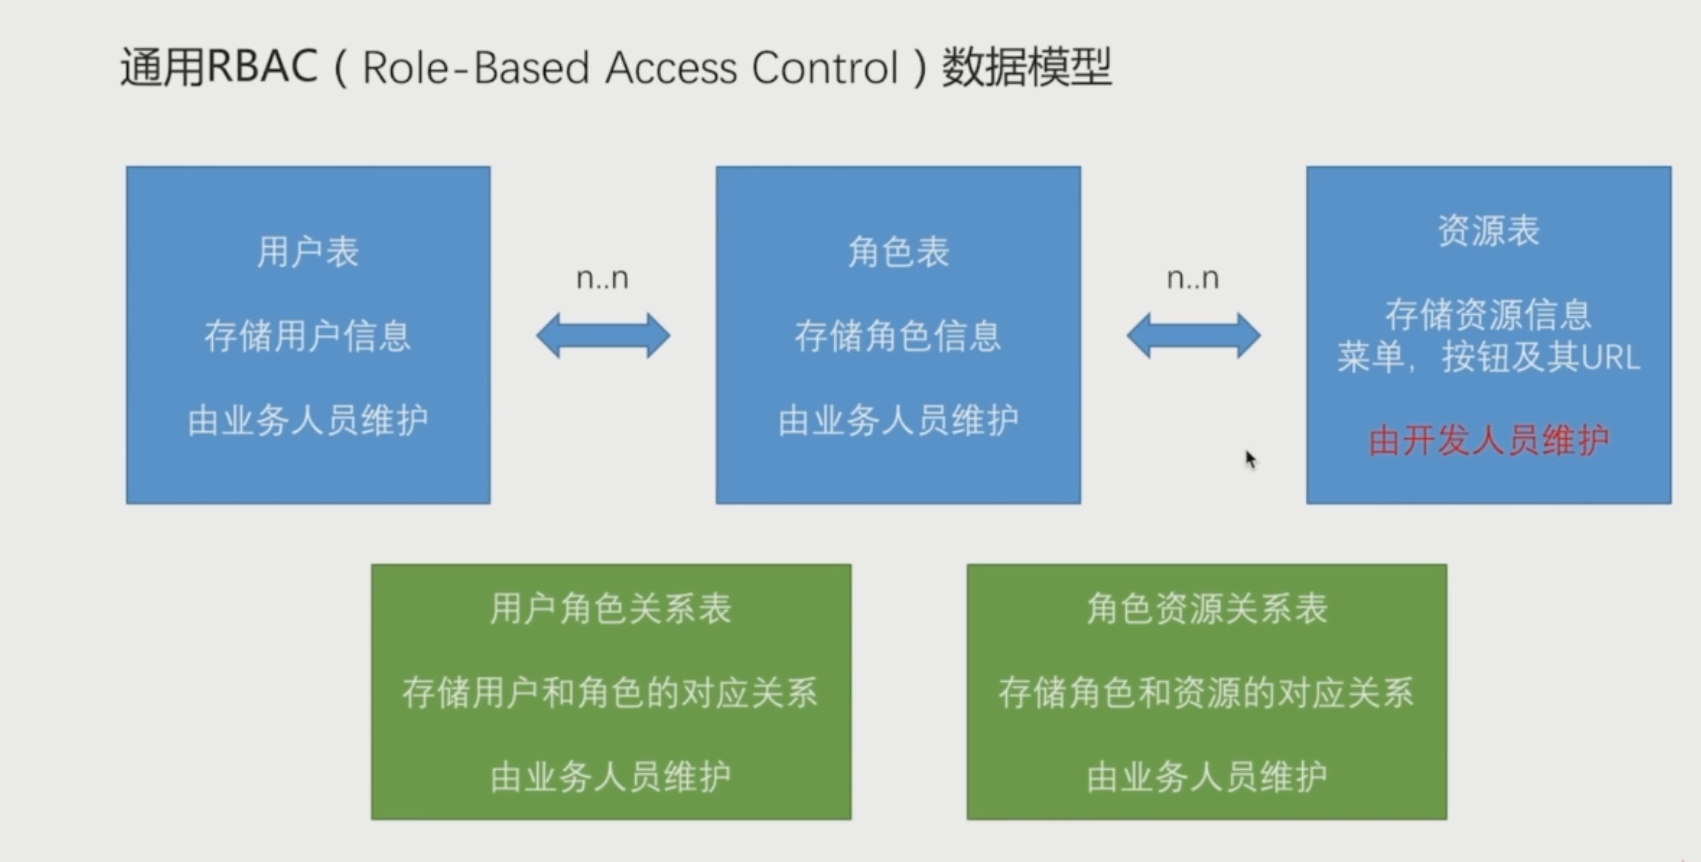 通用RBAC（Role-Based Access Control）数据模型
用户表
存储用户信息
由业务人员维护
n..n
角色表
存储角色信息
由业务人员维护
n..n
资源表
存储资源信息
菜单，按钮及其URL
由开发人员维护
用户角色关系表
存储用户和角色的对应关系
由业务人员维护
角色资源关系表
存储角色和资源的对应关系
由业务人员维护